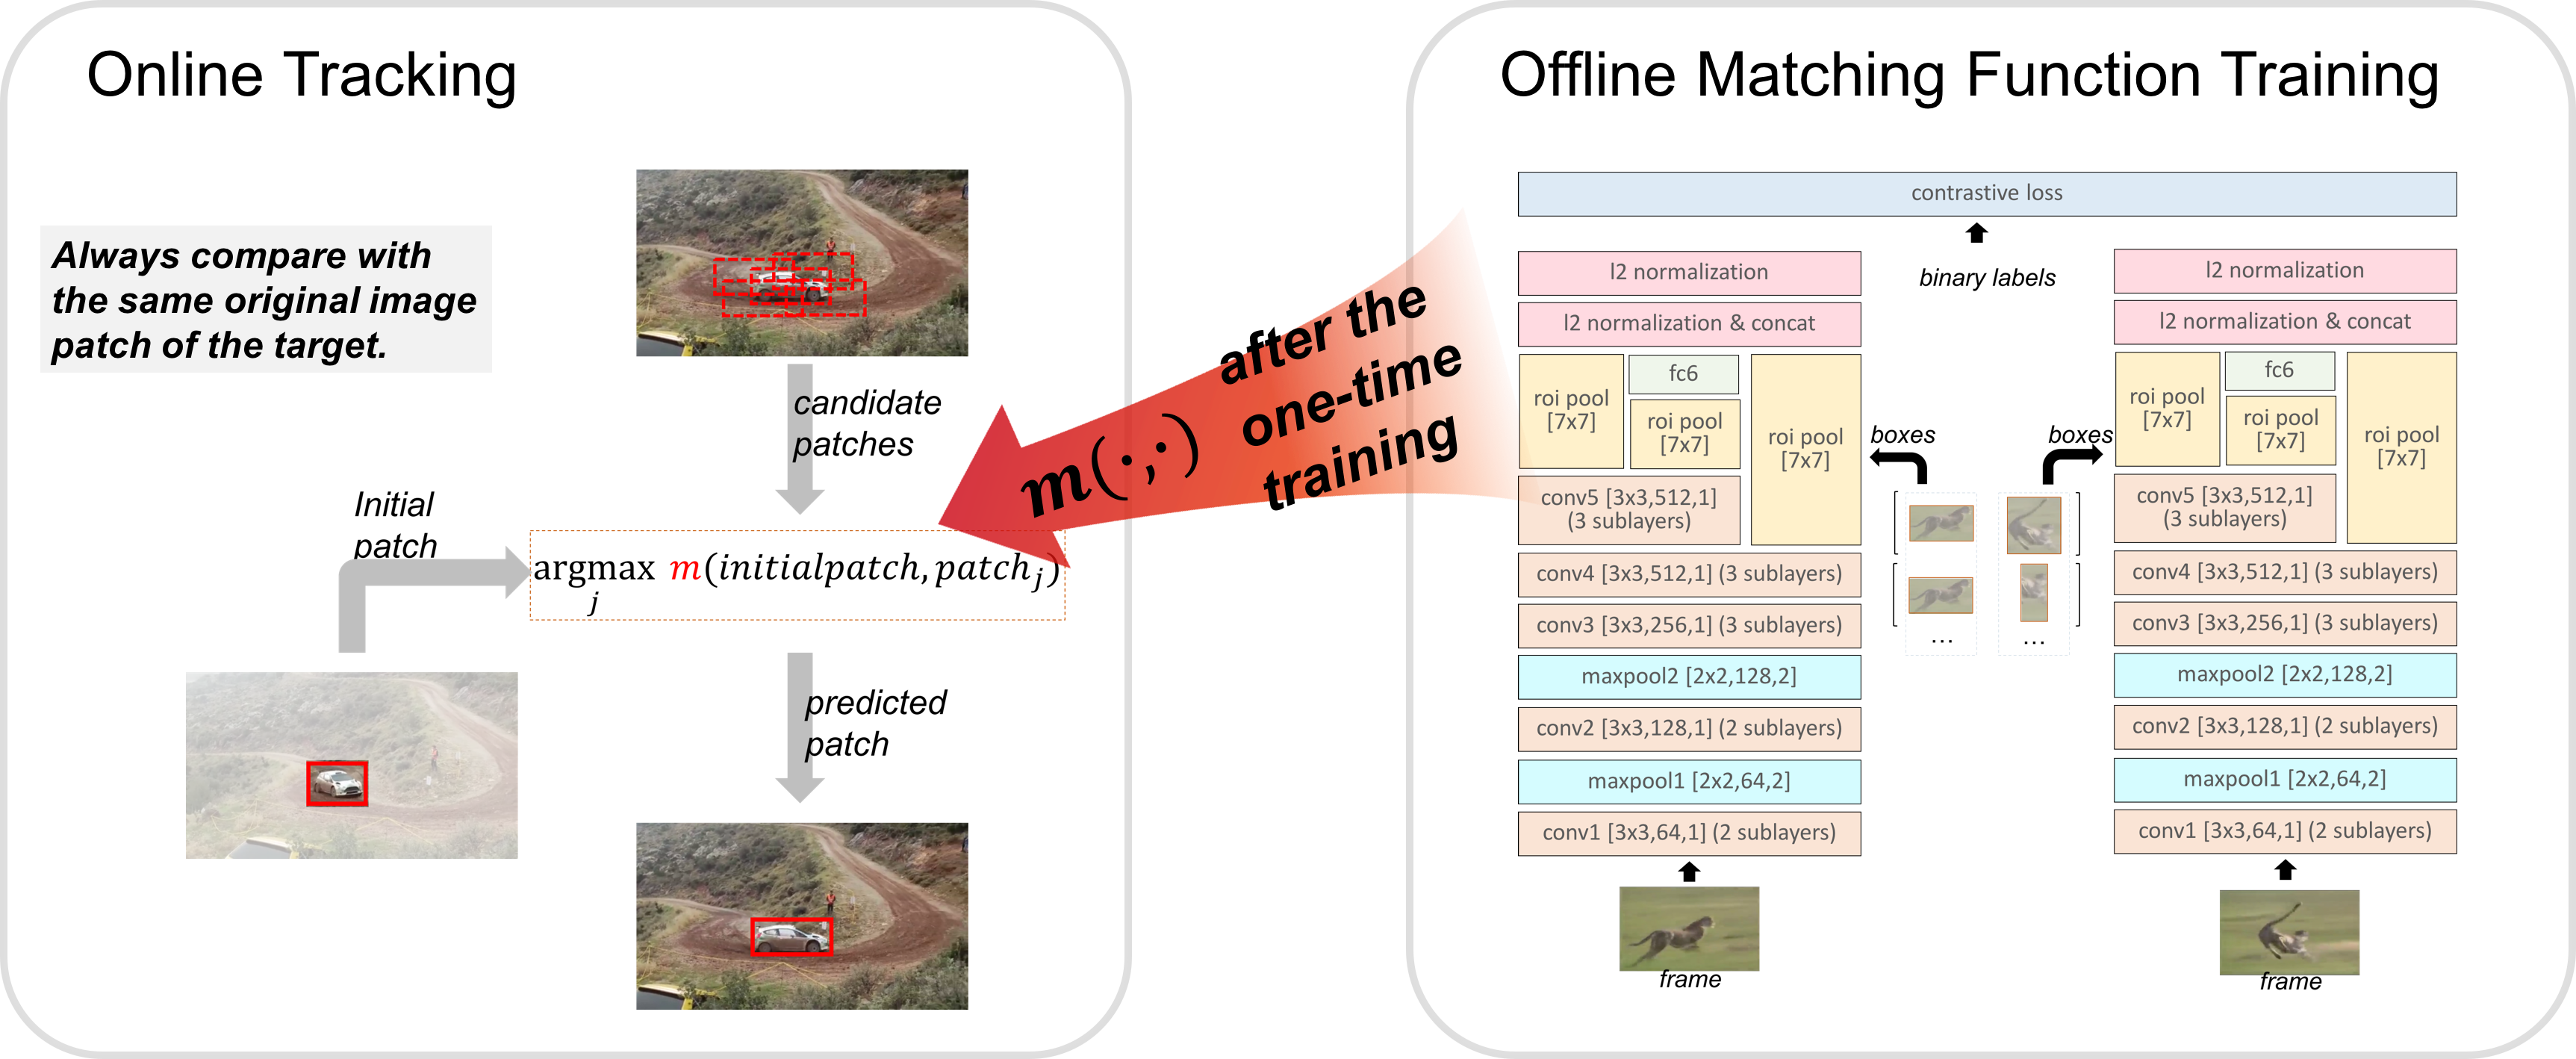 Online Tracking
Always compare with
the same original image
patch of the target.
candidate
patches
Initial
patch
argmax m(initialpatch, patch_j)
j
predicted
patch
m(·,·)
after the
one-time
training
Offline Matching Function Training
contrastive loss
binary labels
l2 normalization
l2 normalization & concat
roi pool
[7x7]
fc6
roi pool
[7x7]
roi pool
[7x7]
conv5 [3x3,512,1]
(3 sublayers)
conv4 [3x3,512,1] (3 sublayers)
conv3 [3x3,256,1] (3 sublayers)
maxpool2 [2x2,128,2]
conv2 [3x3,128,1] (2 sublayers)
maxpool1 [2x2,64,2]
conv1 [3x3,64,1] (2 sublayers)
frame
boxes
boxes
...
...
l2 normalization
l2 normalization & concat
roi pool
[7x7]
fc6
roi pool
[7x7]
roi pool
[7x7]
conv5 [3x3,512,1]
(3 sublayers)
conv4 [3x3,512,1] (3 sublayers)
conv3 [3x3,256,1] (3 sublayers)
maxpool2 [2x2,128,2]
conv2 [3x3,128,1] (2 sublayers)
maxpool1 [2x2,64,2]
conv1 [3x3,64,1] (2 sublayers)
frame